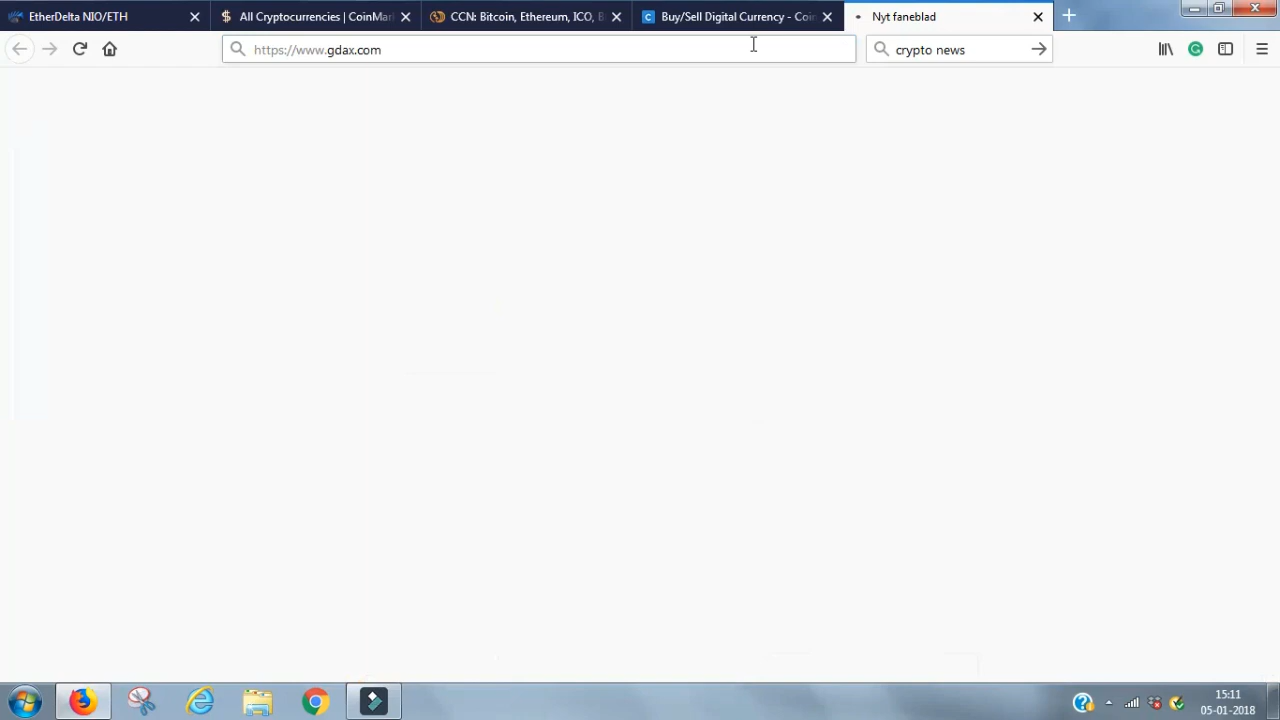 EtherDelta NIO/ETH
All Cryptocurrencies | CoinMar
CCN: Bitcoin, Ethereum, ICO, B
Buy/Sell Digital Currency - Coin
Nyt faneblad
https://www.gdax.com
crypto news
15:11
05-01-2018